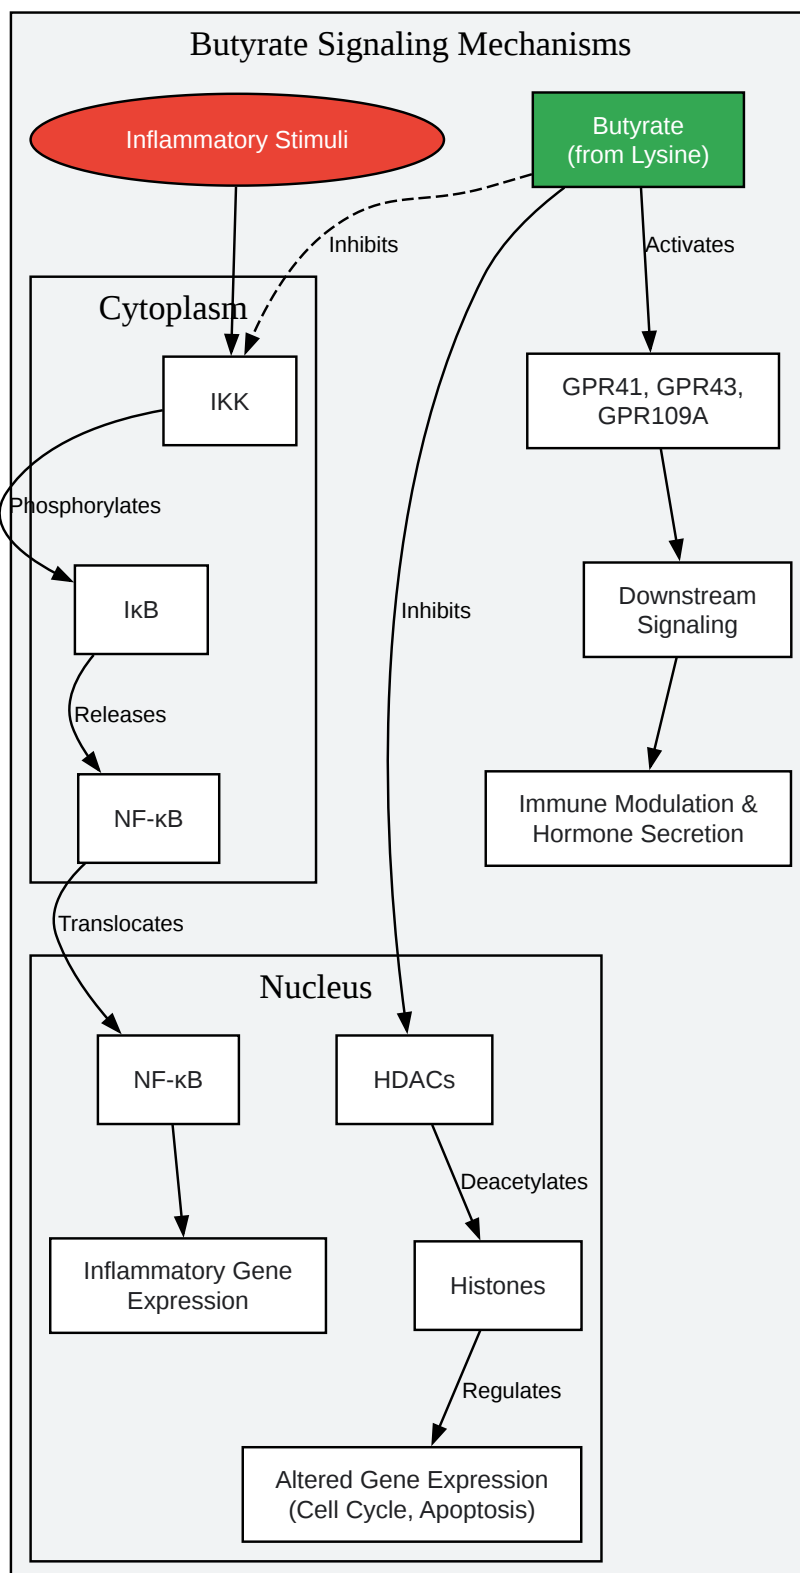 Butyrate Signaling Mechanisms
Inflammatory Stimuli
Butyrate
(from Lysine)
Inhibits
Activates
Cytoplasm
IKK
GPR41, GPR43,
GPR109A
Phosphorylates
IκB
Inhibits
Downstream
Signaling
Releases
NF-κB
Immune Modulation &
Hormone Secretion
Translocates
Nucleus
NF-κB
HDACs
Deacetylates
Inflammatory Gene
Expression
Histones
Regulates
Altered Gene Expression
(Cell Cycle, Apoptosis)